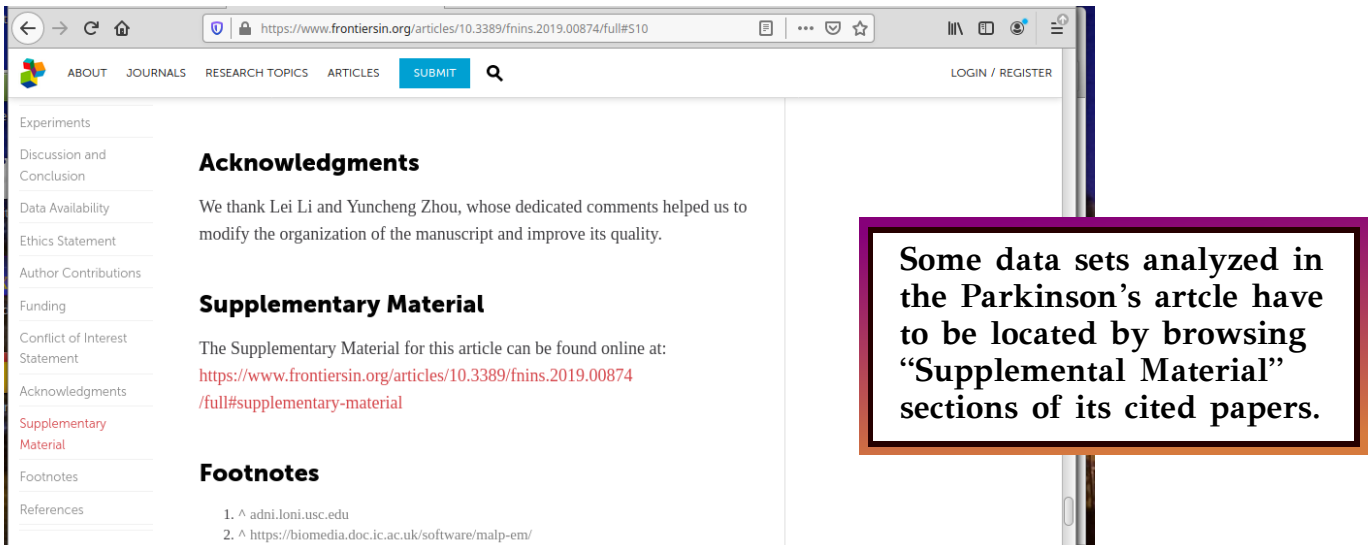 https://www.frontiersin.org/articles/10.3389/fnins.2019.00874/full#S10
ABOUT JOURNALS RESEARCH TOPICS ARTICLES SUBMIT LOGIN / REGISTER
Experiments
Discussion and
Conclusion
Data Availability
Ethics Statement
Author Contributions
Funding
Conflict of Interest
Statement
Acknowledgments
Supplementary
Material
Footnotes
References
Acknowledgments
We thank Lei Li and Yuncheng Zhou, whose dedicated comments helped us to
modify the organization of the manuscript and improve its quality.
Supplementary Material
The Supplementary Material for this article can be found online at:
https://www.frontiersin.org/articles/10.3389/fnins.2019.00874
/full#supplementary-material
Footnotes
1. ^ adni.loni.usc.edu
2. ^ https://biomedia.doc.ic.ac.uk/software/malp-em/
Some data sets analyzed in
the Parkinson’s artcle have
to be located by browsing
“Supplemental Material”
sections of its cited papers.